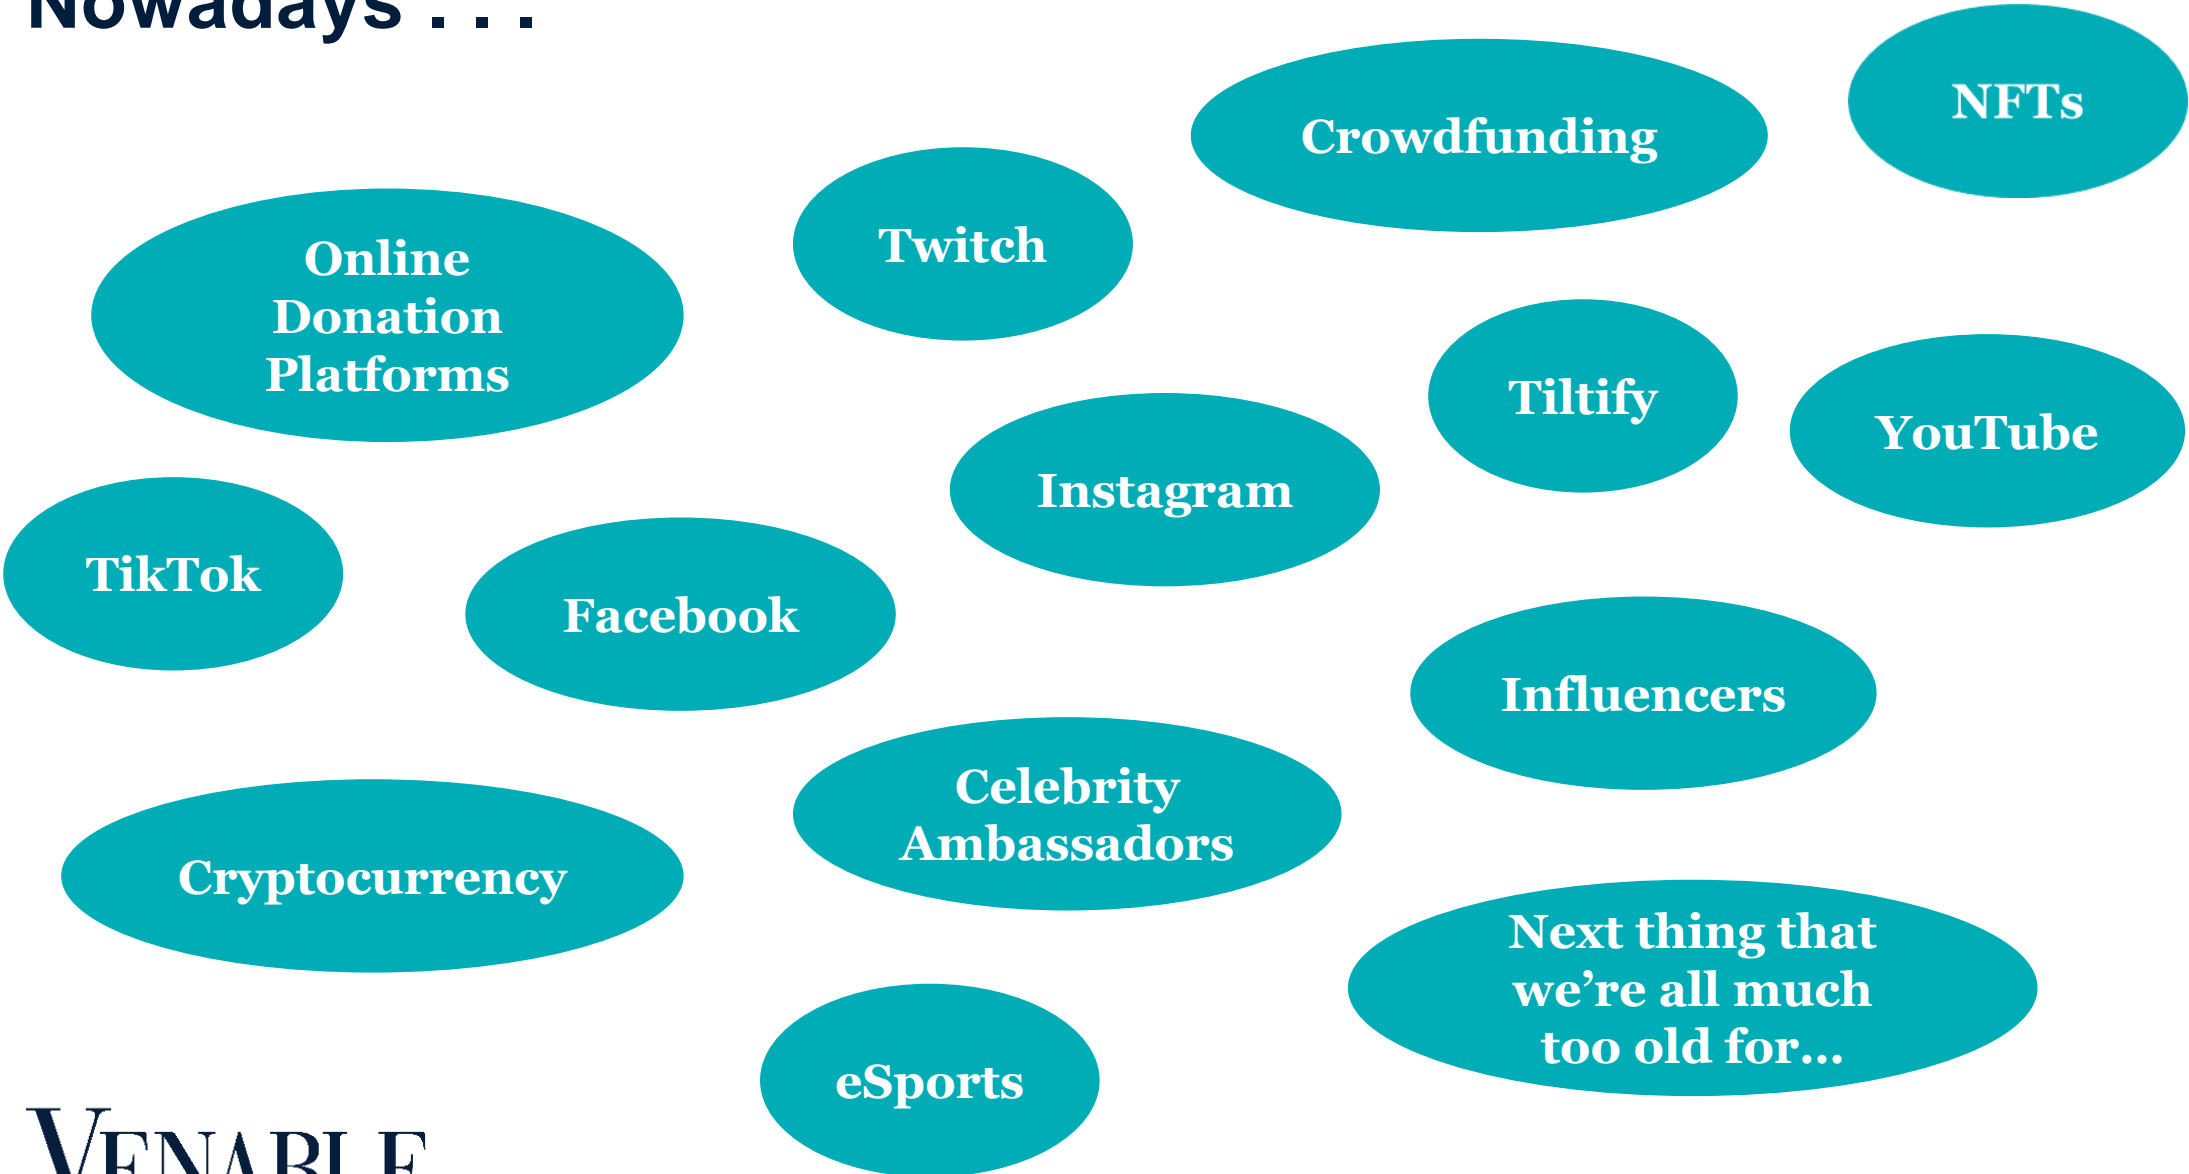 Nowadays . . .
NFTs
Crowdfunding
Twitch
Online
Donation
Platforms
Tiltify
YouTube
Instagram
TikTok
Facebook
Influencers
Celebrity
Ambassadors
Cryptocurrency
Next thing that
we’re all much
too old for…
eSports
VENABLE